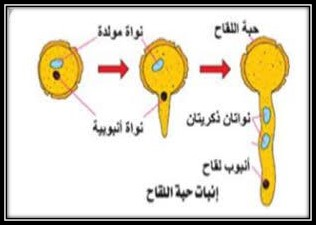 حبة اللقاح
نواة مولدة
نواتان ذكريتان
نواة أنبوبية
أنبوب لقاح
إنبات حبة اللقاح